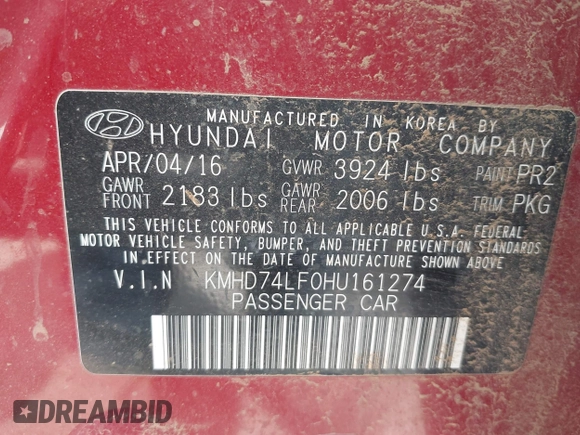 MANUFACTURED IN KOREA BY
HYUNDAI MOTOR COMPANY
APR/04/16 GVWR 3924 lbs PAINT PR2
GAWR FRONT 2183 lbs GAWR REAR 2006 lbs TRIM PKG
THIS VEHICLE CONFORMS TO ALL APPLICABLE U.S.A. FEDERAL
MOTOR VEHICLE SAFETY, BUMPER, AND THEFT PREVENTION STANDARDS
IN EFFECT ON THE DATE OF MANUFACTURE SHOWN ABOVE.
V.I.N KMHD74LF0HU161274
PASSENGER CAR
DREAMBID